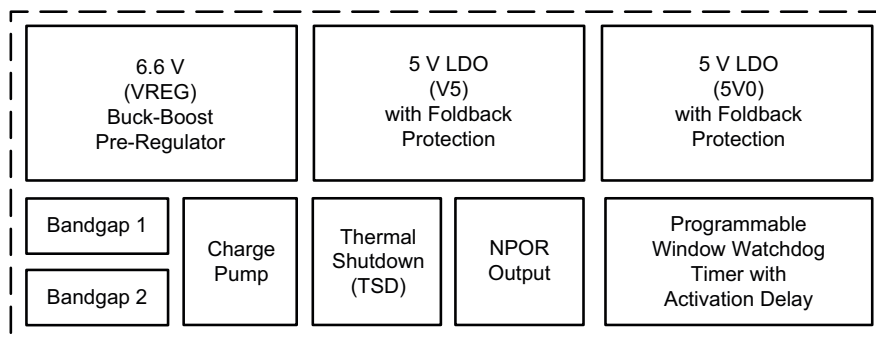 6.6 V
(VREG)
Buck-Boost
Pre-Regulator
5 V LDO
(V5)
with Foldback
Protection
5 V LDO
(5V0)
with Foldback
Protection
Bandgap 1
Bandgap 2
Charge
Pump
Thermal
Shutdown
(TSD)
NPOR
Output
Programmable
Window Watchdog
Timer with
Activation Delay